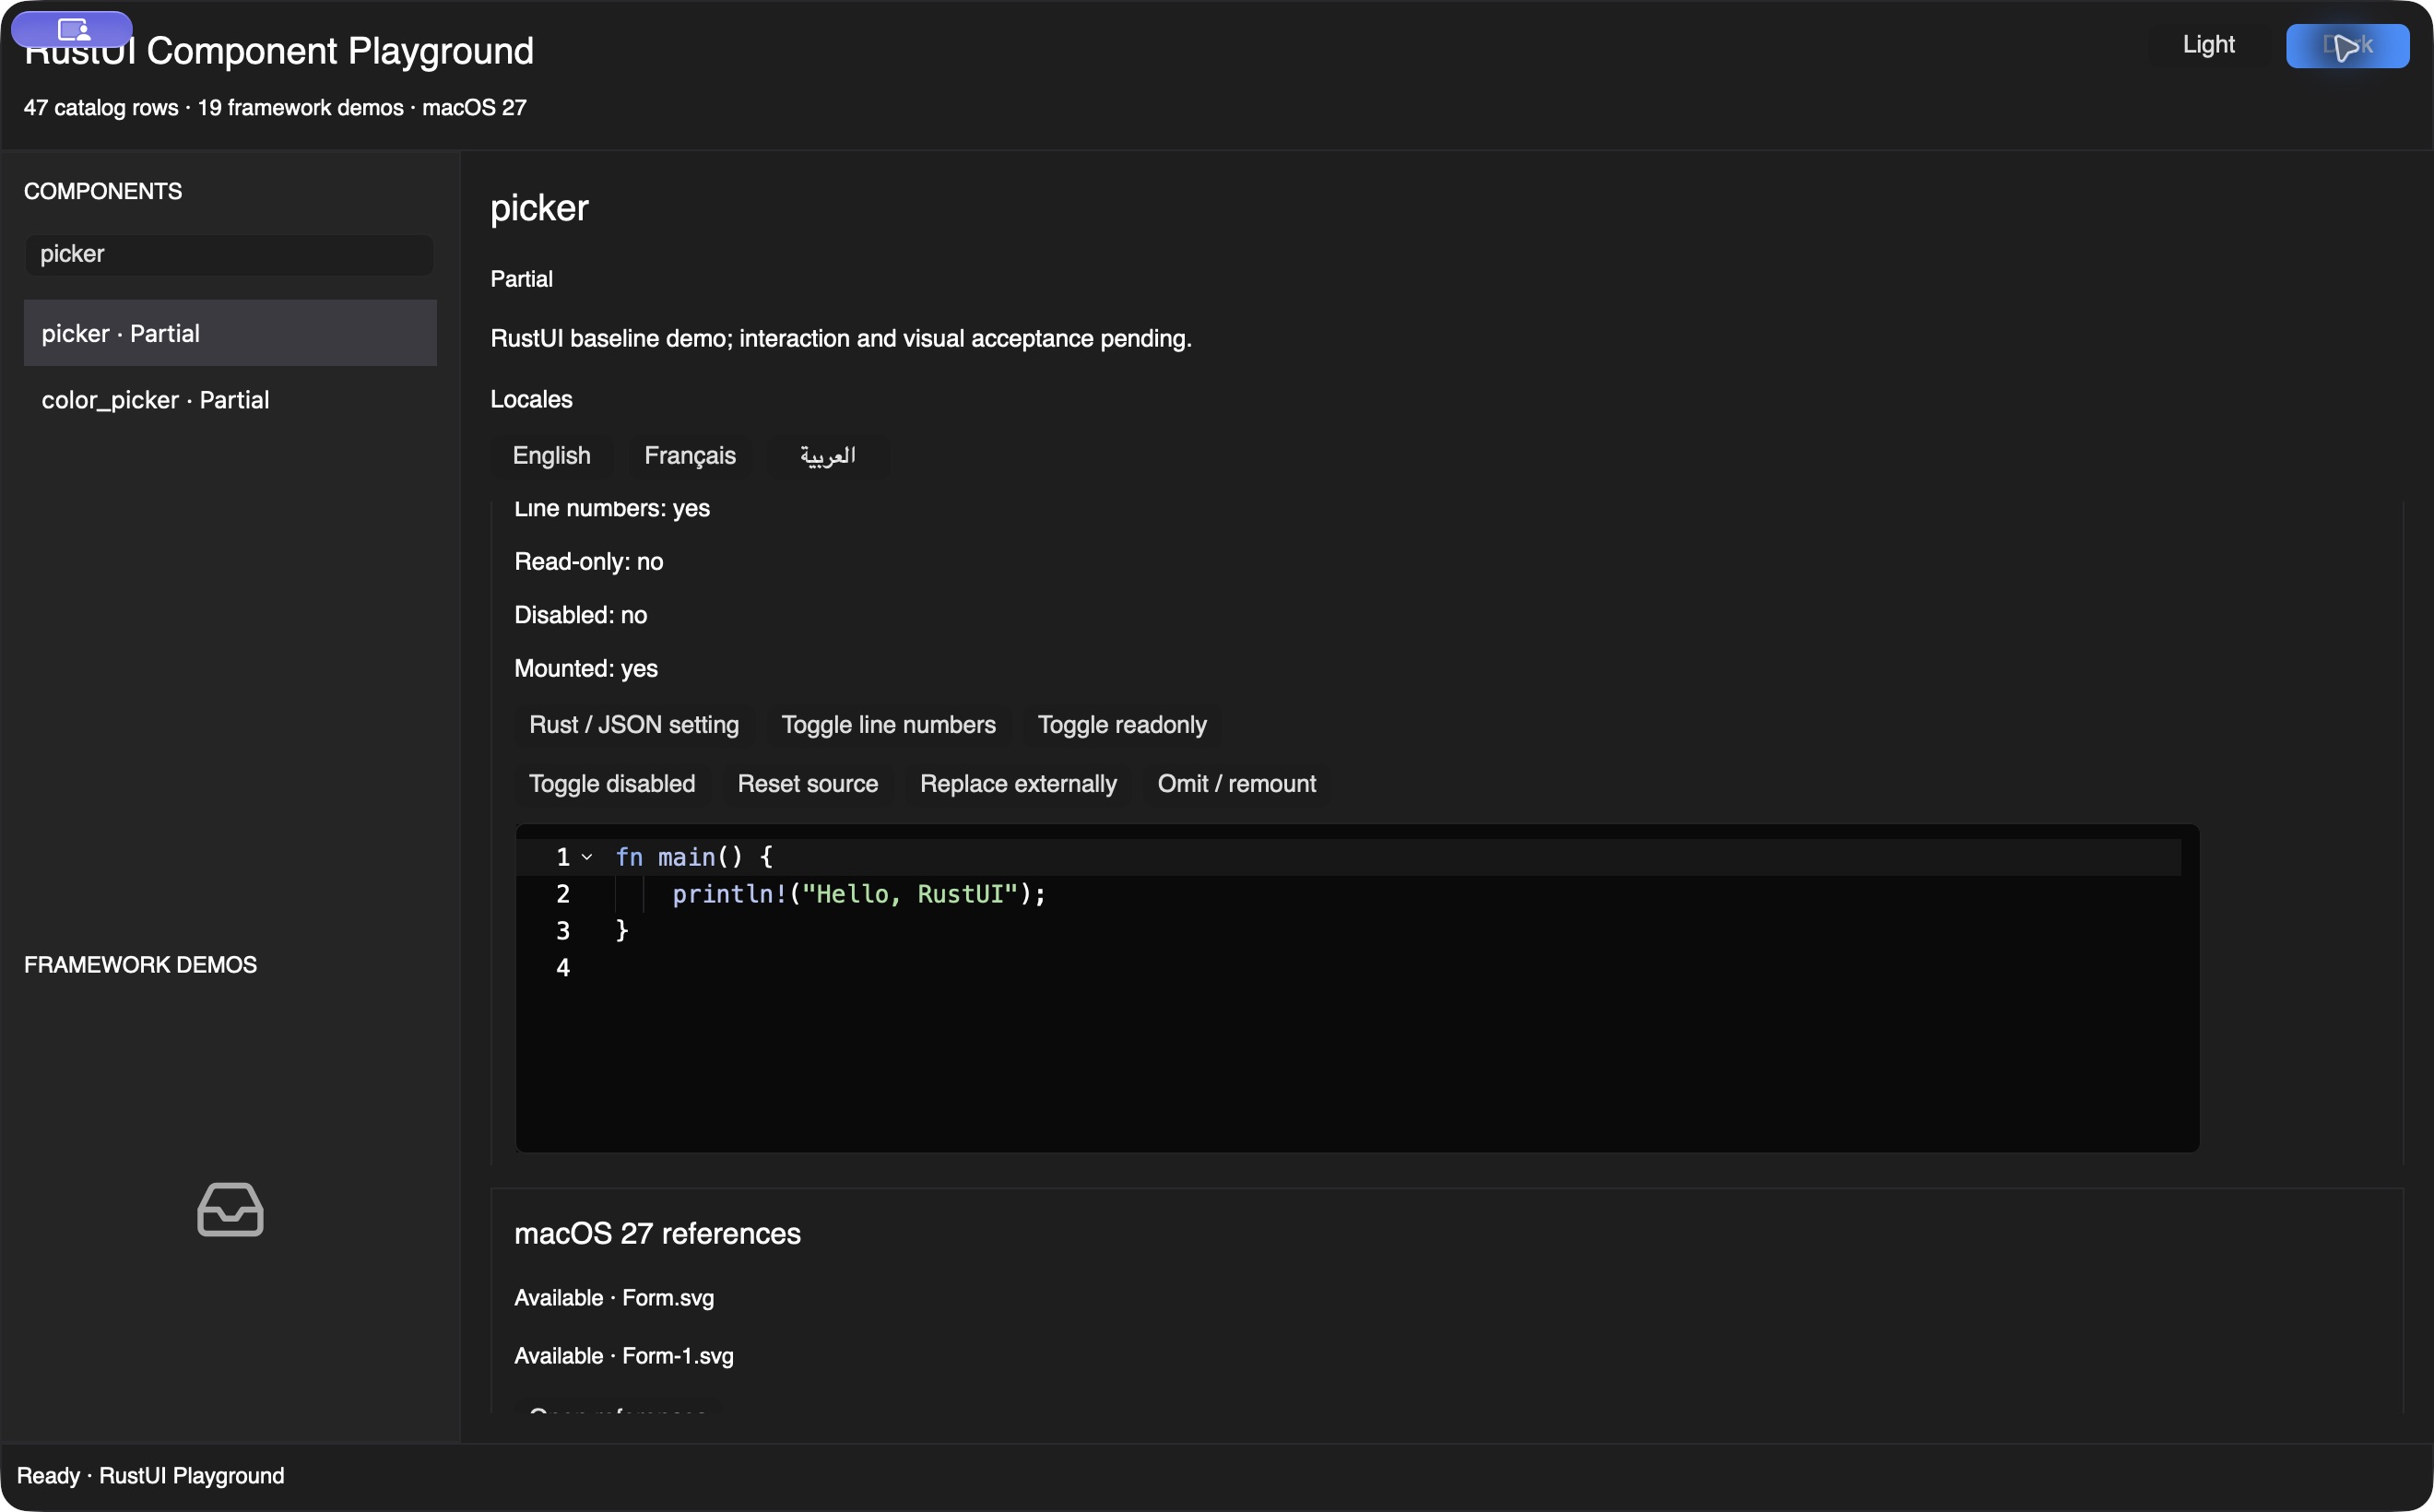 RustUI Component Playground
Light
47 catalog rows · 19 framework demos · macOS 27
COMPONENTS
picker
picker · Partial
color_picker · Partial
FRAMEWORK DEMOS
picker
Partial
RustUI baseline demo; interaction and visual acceptance pending.
Locales
English Français العربية
Line numbers: yes
Read-only: no
Disabled: no
Mounted: yes
Rust / JSON setting Toggle line numbers Toggle readonly
Toggle disabled Reset source Replace externally Omit / remount
1 fn main() {
2 println!("Hello, RustUI");
3 }
4
macOS 27 references
Available · Form.svg
Available · Form-1.svg
Ready · RustUI Playground